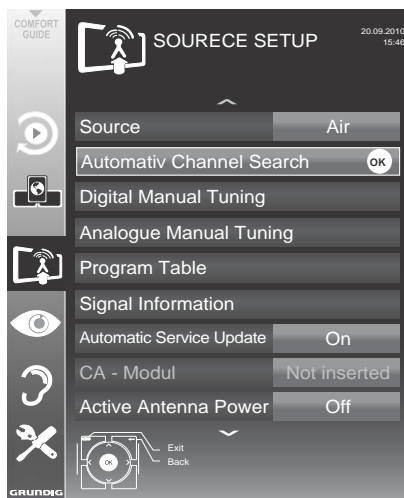 COMFORT
GUIDE
SOURECE SETUP
20.09.2010
15:46
Source Air
Automativ Channel Search OK
Digital Manual Tuning
Analogue Manual Tuning
Program Table
Signal Information
Automatic Service Update On
CA - Modul Not inserted
Active Antenna Power Off
Exit
OK Back
GRUNDIG